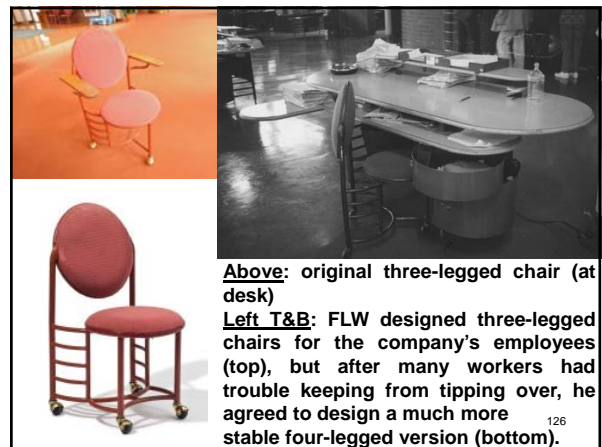 Above: original three-legged chair (at
desk)
Left T&B: FLW designed three-legged
chairs for the company's employees
(top), but after many workers had
trouble keeping from tipping over, he
agreed to design a much more
stable four-legged version (bottom).
126